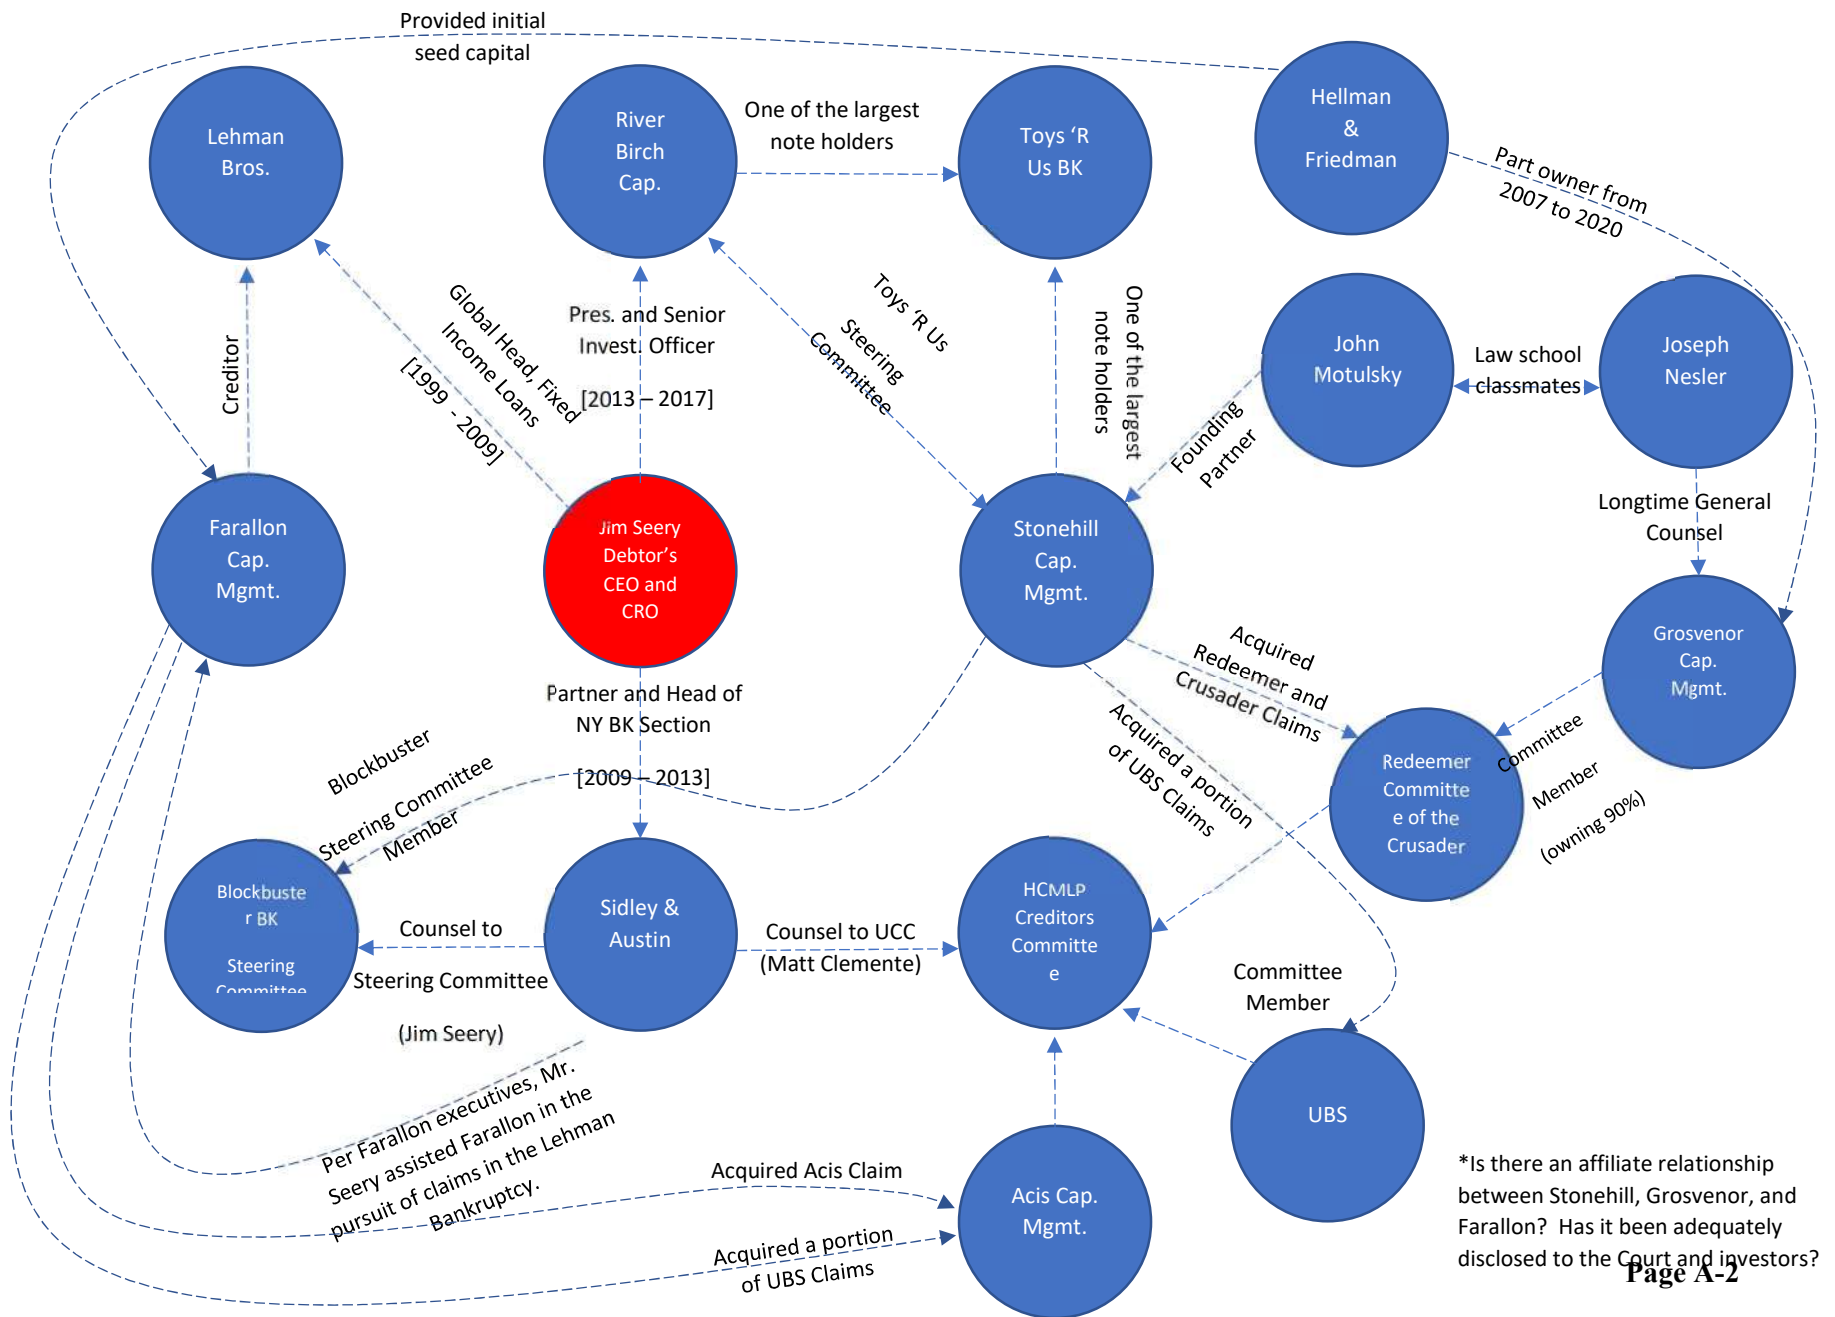 Provided initial
seed capital
Lehman
Bros.
River
Birch
Cap.
One of the largest
note holders
Toys ‘R
Us BK
Hellman
&
Friedman
Part owner from
2007 to 2020
Creditor
Global Head, Fixed
Income Loans
[1999 - 2009]
Pres. and Senior
Invest. Officer
[2013 – 2017]
Toys ‘R Us
Steering
Committee
One of the largest
note holders
John
Motulsky
Law school
classmates
Joseph
Nesler
Founding
Partner
Longtime General
Counsel
Farallon
Cap.
Mgmt.
Jim Seery
Debtor’s
CEO and
CRO
Stonehill
Cap.
Mgmt.
Grosvenor
Cap.
Mgmt.
Acquired
Redeemer and
Crusader Claims
Acquired a portion
of UBS Claims
Partner and Head of
NY BK Section
[2009 – 2013]
Blockbuster
Steering Committee
Member
Redeemer
Committe
e of the
Crusader
Committee
Member
(owning 90%)
Blockbuste
r BK
Steering
Committee
Counsel to
Steering Committee
(Jim Seery)
Sidley &
Austin
Counsel to UCC
(Matt Clemente)
HCMLP
Creditors
Committe
e
Committee
Member
UBS
Per Farallon executives, Mr.
Seery assisted Farallon in the
pursuit of claims in the Lehman
Bankruptcy.
Acquired Acis Claim
Acquired a portion
of UBS Claims
Acis Cap.
Mgmt.
*Is there an affiliate relationship
between Stonehill, Grosvenor, and
Farallon?  Has it been adequately
disclosed to the Court and investors?
Page A-2